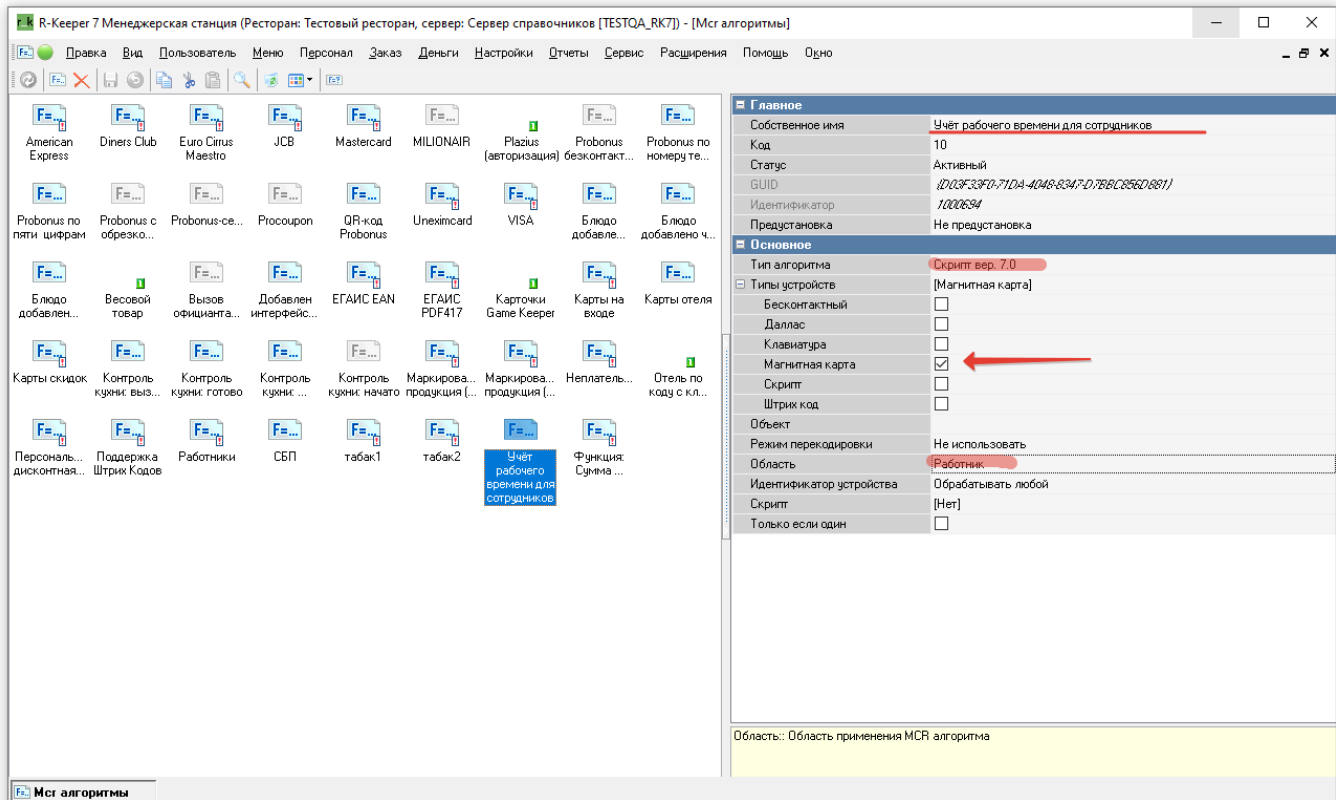 r_k R-Keeper 7 Менеджерская станция (Ресторан: Тестовый ресторан, сервер: Сервер справочников [TESTQA_RK7]) - [Mcr алгоритмы]
Правка Вид Пользователь Меню Персонал Заказ Деньги Настройки Отчеты Сервис Расширения Помощь Окно
American Express
Diners Club
Euro Cirrus Maestro
JCB
Mastercard
MILIONAIR
Plazius (авторизация)
Probonus безконтакт...
Probonus по номеру те...
Probonus по пяти цифрам
Probonus с обрезко...
Probonus-се...
Procoupon
QR-код Probonus
Uneximcard
VISA
Блюдо добавле...
Блюдо добавлено ч...
Блюдо добавлен...
Весовой товар
Вызов официанта...
Добавлен интерфейс...
ЕГАИС EAN
ЕГАИС PDF417
Карточки Game Keeper
Карты на входе
Карты отеля
Карты скидок
Контроль кухни: выз...
Контроль кухни: готово
Контроль кухни: ...
Контроль кухни: начато
Маркирова... продукция (...
Маркирова... продукция (...
Неплатель...
Отель по коду с кл...
Персональ... дисконтная...
Поддержка Штрих Кодов
Работники
СБП
табак1
табак2
Учёт рабочего времени для сотрудников
Функция: Сумма ...
Главное
Собственное имя Учёт рабочего времени для сотрудников
Код 10
Статус Активный
GUID {D03F33F0-71DA-4048-8347-D7BBC856D881}
Идентификатор 1000694
Предустановка Не предустановка
Основное
Тип алгоритма Скрипт вер. 7.0
Типы устройств [Магнитная карта]
Бесконтактный
Даллас
Клавиатура
Магнитная карта
Скрипт
Штрих код
Объект
Режим перекодировки Не использовать
Область Работник
Идентификатор устройства Обрабатывать любой
Скрипт [Нет]
Только если один
Область:: Область применения MCR алгоритма
Mcr алгоритмы